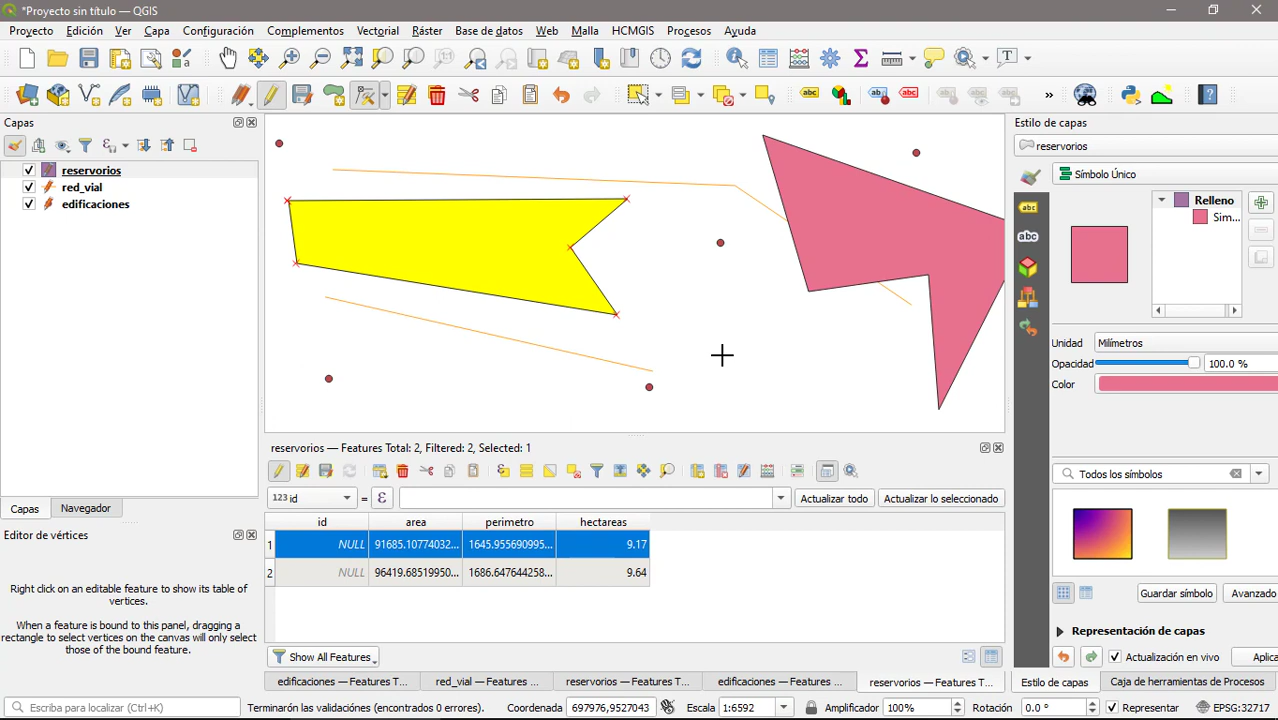 *Proyecto sin título — QGIS
Proyecto Edición Ver Capa Configuración Complementos Vectorial Ráster Base de datos Web Malla HCMGIS Procesos Ayuda
Capas
reservorios
red_vial
edificaciones
Capas Navegador
Editor de vértices
Right click on an editable feature to show its table of
vertices.
When a feature is bound to this panel, dragging a
rectangle to select vertices on the canvas will only select
those of the bound feature.
reservorios — Features Total: 2, Filtered: 2, Selected: 1
123 id = ε Actualizar todo Actualizar lo seleccionado
id area perimetro hectareas
1 NULL 91685.10774032... 1645.955690995... 9.17
2 NULL 96419.68519950... 1686.647644258... 9.64
Show All Features
edificaciones — Features T... red_vial — Features ... reservorios — Features T... edificaciones — Features ... reservorios — Features T...
Estilo de capas
reservorios
Símbolo Único
abc
abc
Relleno
Sim...
Unidad Milímetros
Opacidad 100.0 %
Color
Todos los símbolos
Guardar símbolo Avanzado
Representación de capas
Actualización en vivo Aplica
Estilo de capas Caja de herramientas de Procesos
Escriba para localizar (Ctrl+K) Terminarán las validaciónes (encontrados 0 errores). Coordenada 697976,9527043 Escala 1:6592 Amplificador 100% Rotación 0.0 ° Representar EPSG:32717